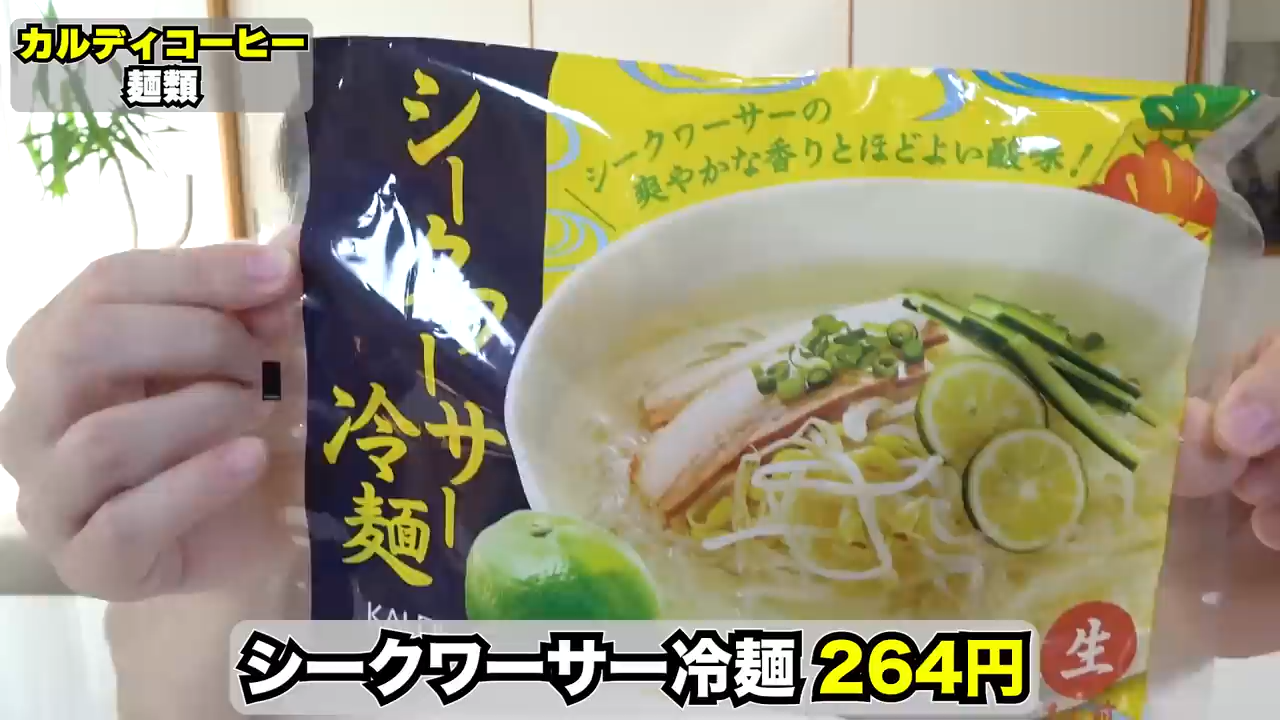 カルディコーヒー
麺類
シークヮーサー
冷麺
シークヮーサーの
爽やかな香りとほどよい酸味！
生
シークワーサー冷麺 264円